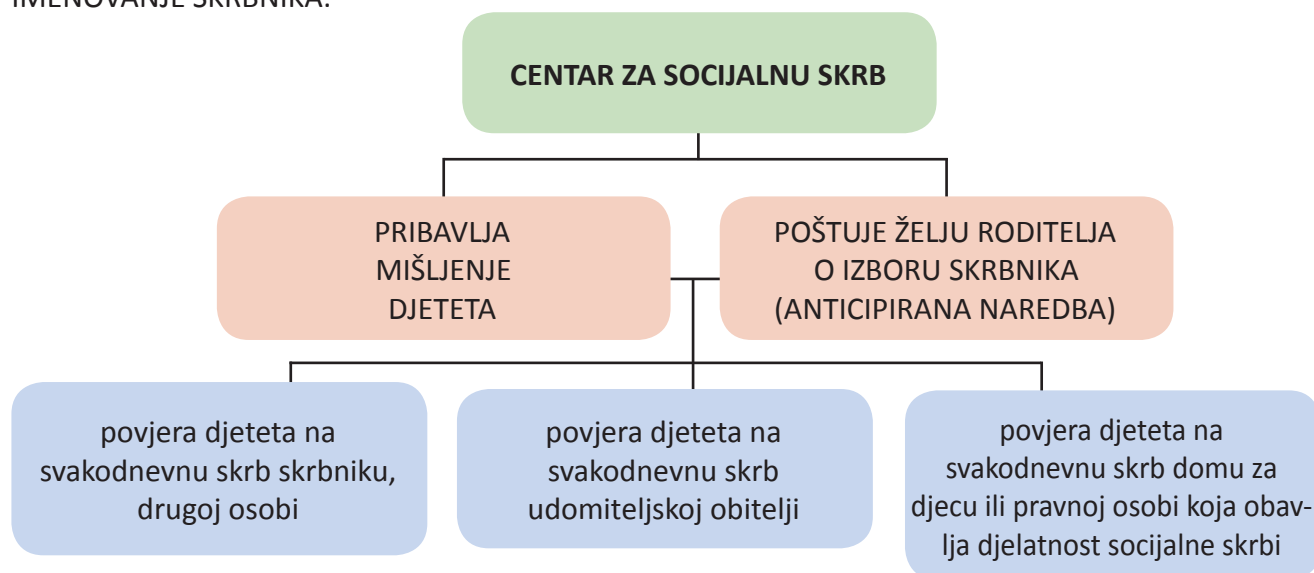 IMENOVANJE SKRBNIKA:
CENTAR ZA SOCIJALNU SKRB
PRIBAVLJA
MIŠLJENJE
DJETETA
POŠTUJE ŽELJU RODITELJA
O IZBORU SKRBNIKA
(ANTICIPIRANA NAREDBA)
povjera djeteta na
svakodnevnu skrb skrbniku,
drugoj osobi
povjera djeteta na
svakodnevnu skrb
udomiteljskoj obitelji
povjera djeteta na
svakodnevnu skrb domu za
djecu ili pravnoj osobi koja obav-
lja djelatnost socijalne skrbi